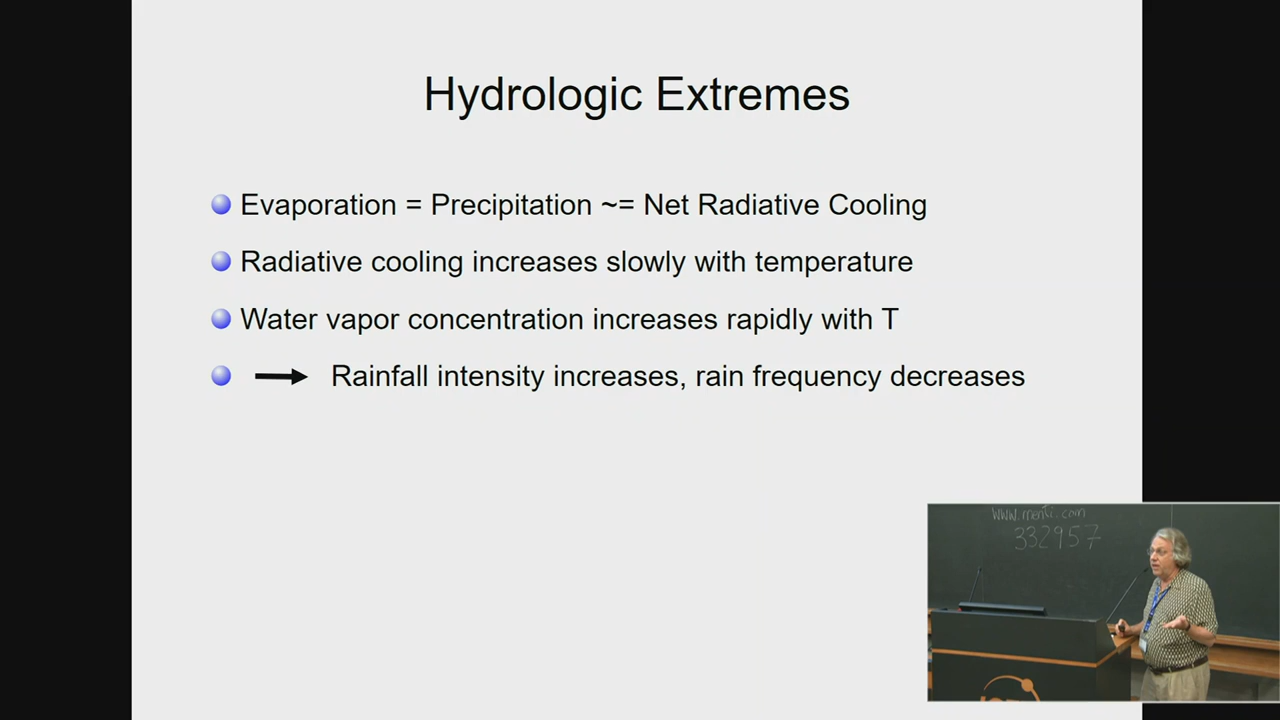 Hydrologic Extremes
Evaporation = Precipitation ~= Net Radiative Cooling
Radiative cooling increases slowly with temperature
Water vapor concentration increases rapidly with T
Rainfall intensity increases, rain frequency decreases
www.menti.com
332957